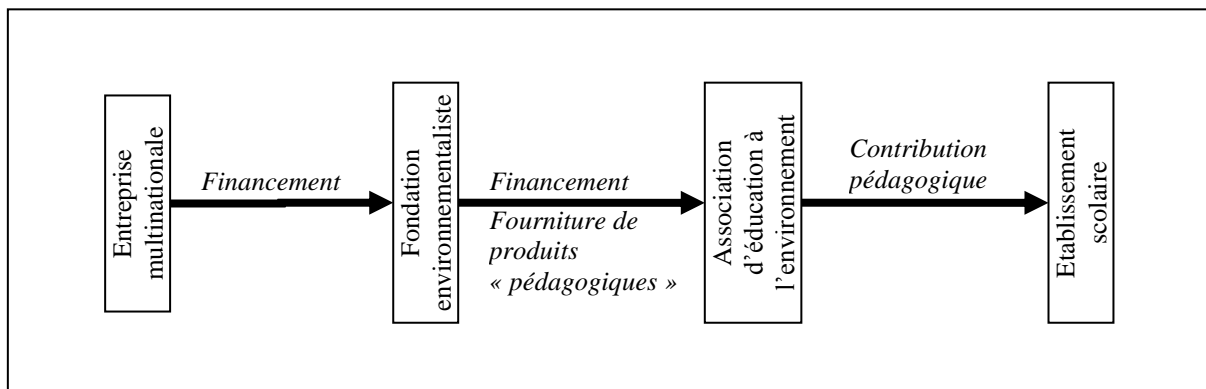 Entreprise
multinationale
Financement
Fondation
environnementaliste
Financement
Fourniture de
produits
« pédagogiques »
Association
d’éducation à
l’environnement
Contribution
pédagogique
Etablissement
scolaire